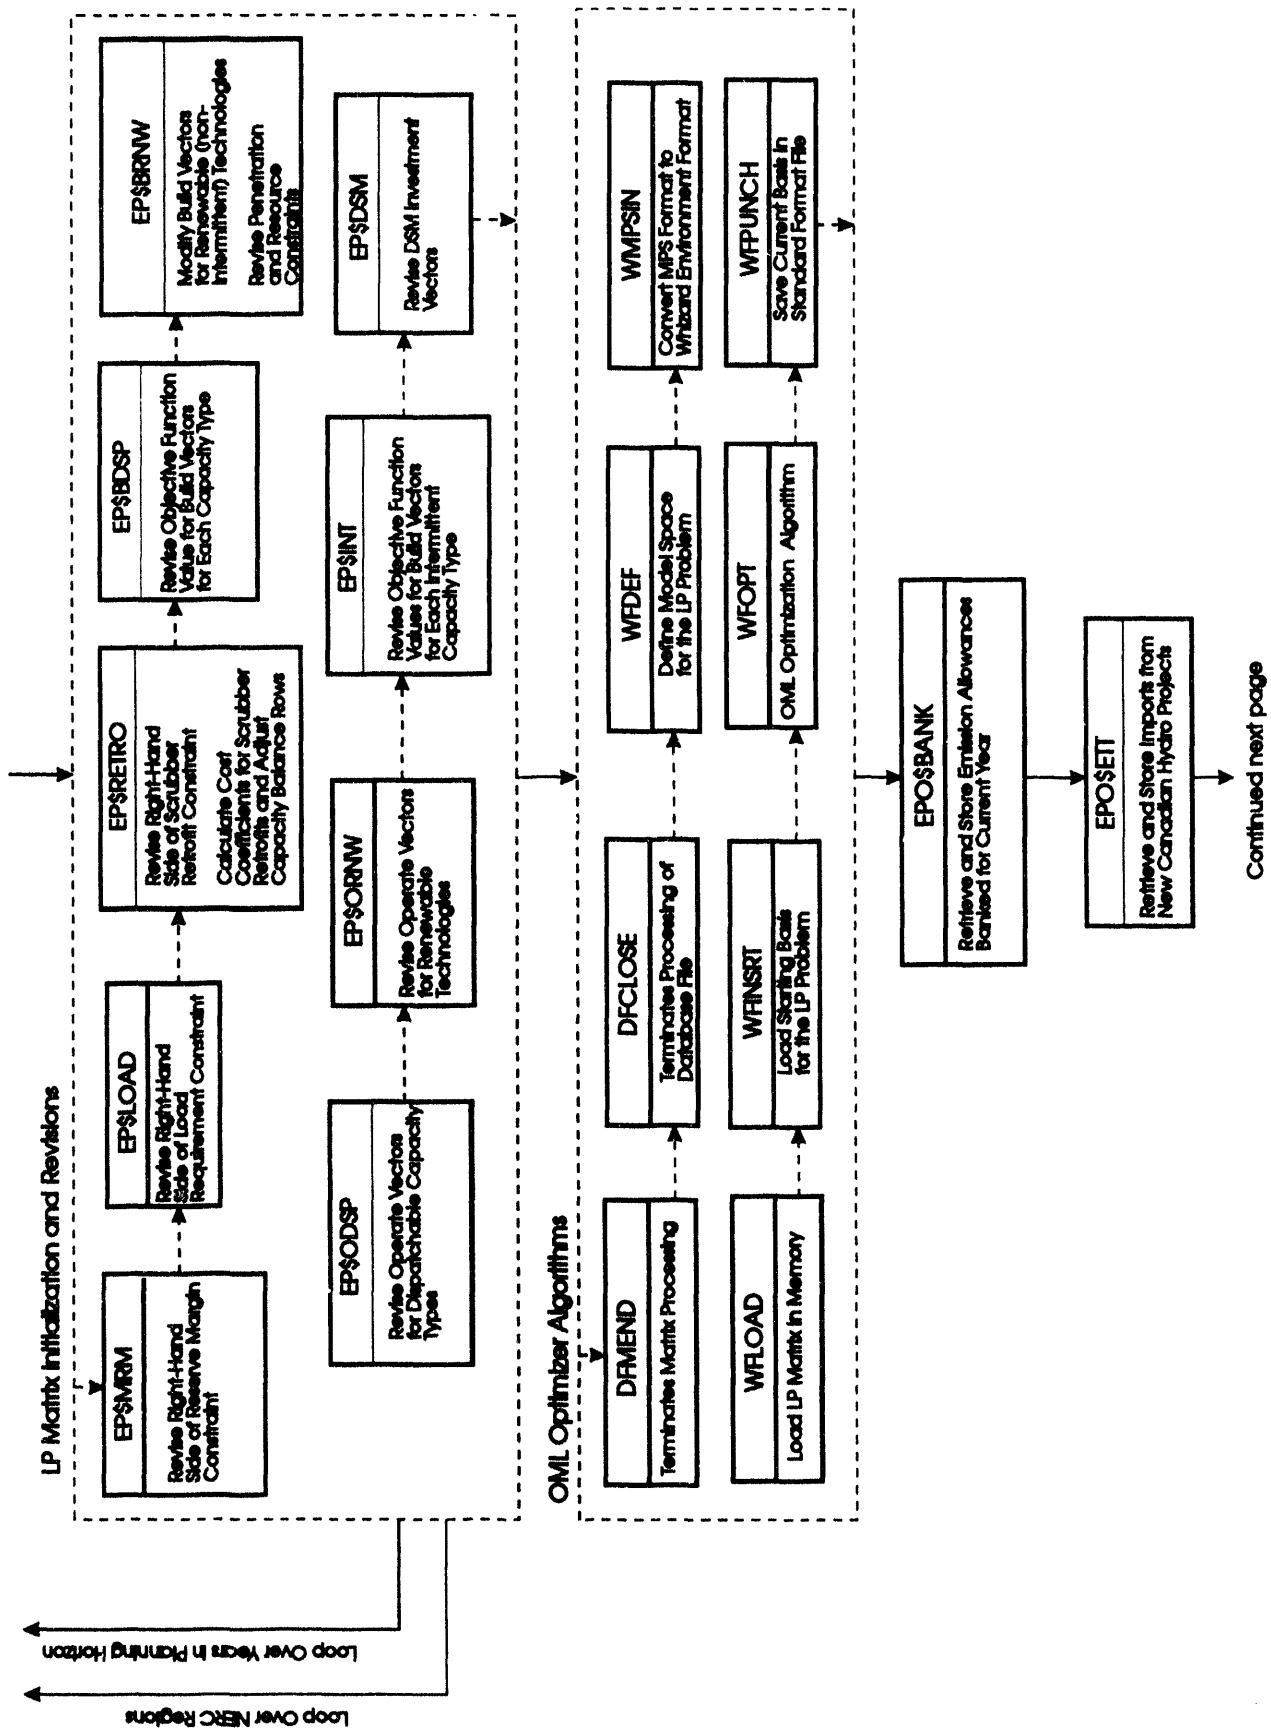 LP Matrix Initialization and Revisions
EP$MRM
Revise Right-Hand
Side of Reserve Margin
Constraint
EP$LOAD
Revise Right-Hand
Side of Load
Requirement Constraint
EP$RETRO
Revise Right-Hand
Side of Scrubber
Retrofit Constraint
Calculate Cost
Coefficients for Scrubber
Retrofits and Adjust
Capacity Balance Rows
EP$BDSP
Revise Objective Function
Value for Build Vectors
for Each Capacity Type
EP$BRNW
Modify Build Vectors
for Renewable (non-
intermittent) Technologies
Revise Penetration
and Resource
Constraints
EP$ODSP
Revise Operate Vectors
for Dispatchable Capacity
Types
EP$ORNW
Revise Operate Vectors
for Renewable
Technologies
EP$INT
Revise Objective Function
Values for Build Vectors
for Each Intermittent
Capacity Type
EP$DSM
Revise DSM Investment
Vectors
Loop Over Years in Planning Horizon
Loop Over NERC Regions
OML Optimizer Algorithms
DFMEND
Terminates Matrix Processing
DFCLOSE
Terminates Processing of
Database File
WFDEF
Define Model Space
for the LP Problem
WMPSIN
Convert MPS Format to
Whizard Environment Format
WFLOAD
Load LP Matrix in Memory
WFINSRT
Load Starting Basis
for the LP Problem
WFOPT
OML Optimization Algorithm
WFPUNCH
Save Current Basis in
Standard Format File
EPO$BANK
Retrieve and Store Emission Allowances
Banked for Current Year
EPO$ETT
Retrieve and Store Imports from
New Canadian Hydro Projects
Continued next page